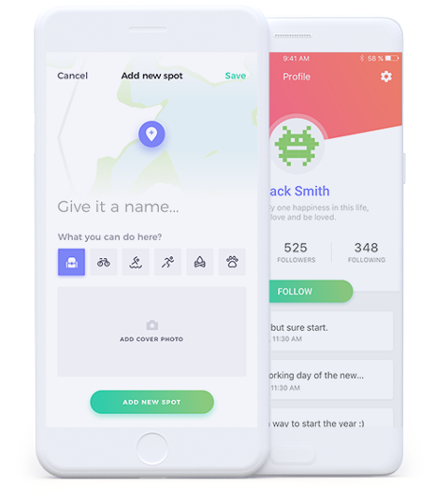 Cancel
Add new spot
Save
Give it a name...
What you can do here?
ADD COVER PHOTO
ADD NEW SPOT
9:41 AM
58 %
Profile
ack Smith
ly one happiness in this life,
love and be loved.
525
FOLLOWERS
348
FOLLOWING
FOLLOW
but sure start.
, 11:30 AM
orking day of the new...
11:30 AM
way to start the year :)